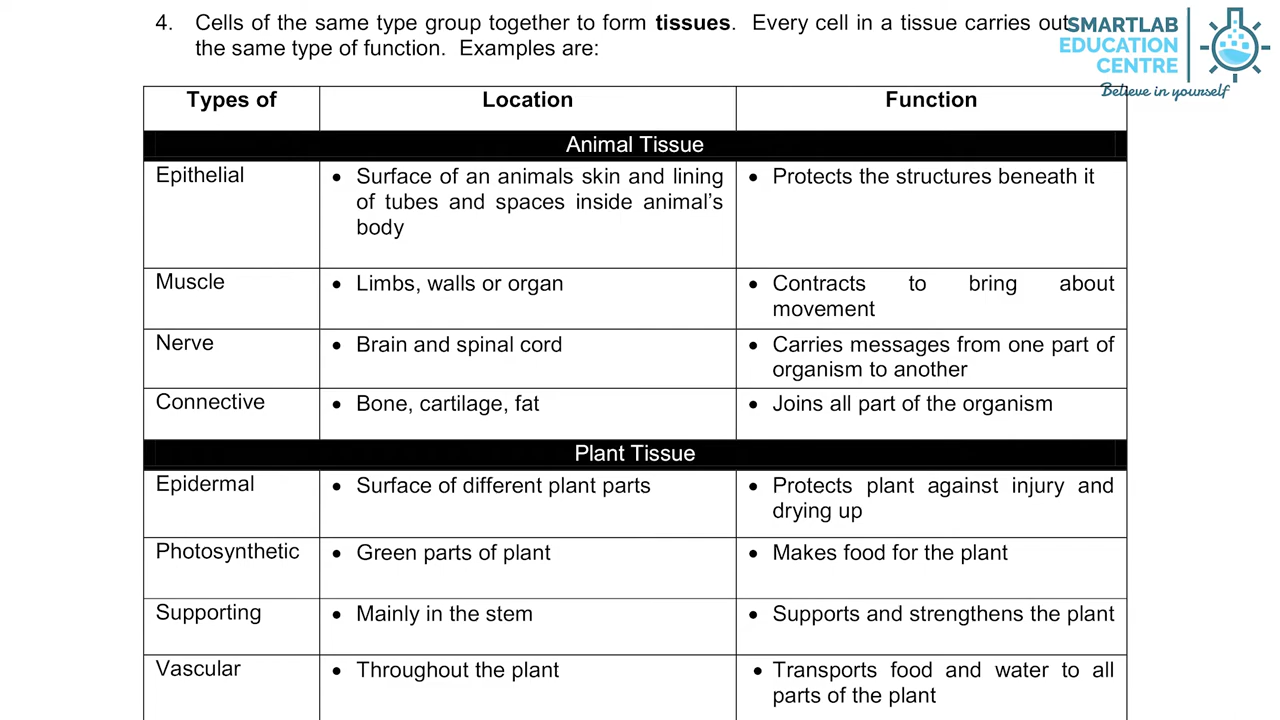 4. Cells of the same type group together to form tissues. Every cell in a tissue carries out
the same type of function. Examples are:
SMARTLAB
EDUCATION
CENTRE
Believe in yourself
Types of
Location
Function
Animal Tissue
Epithelial
• Surface of an animals skin and lining
of tubes and spaces inside animal's
body
• Protects the structures beneath it
Muscle
• Limbs, walls or organ
• Contracts to bring about
movement
Nerve
• Brain and spinal cord
• Carries messages from one part of
organism to another
Connective
• Bone, cartilage, fat
• Joins all part of the organism
Plant Tissue
Epidermal
• Surface of different plant parts
• Protects plant against injury and
drying up
Photosynthetic
• Green parts of plant
• Makes food for the plant
Supporting
• Mainly in the stem
• Supports and strengthens the plant
Vascular
• Throughout the plant
• Transports food and water to all
parts of the plant